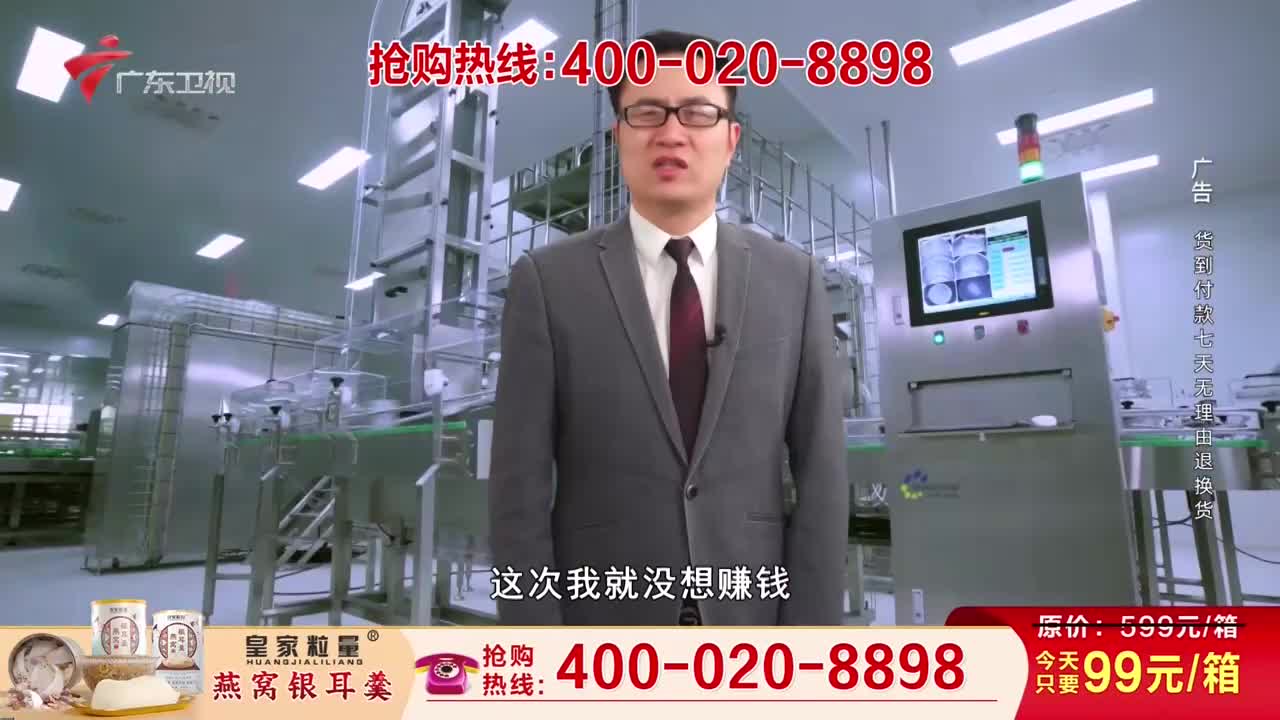 抢购热线:400-020-8898
广东卫视
广告 货到付款七天无理由退换货
这次我就没想赚钱
皇家粒量®
HUANGJIALILIANG
燕窝银耳羹
抢购
热线:
400-020-8898
原价：599元/箱
今天
只要
99元/箱